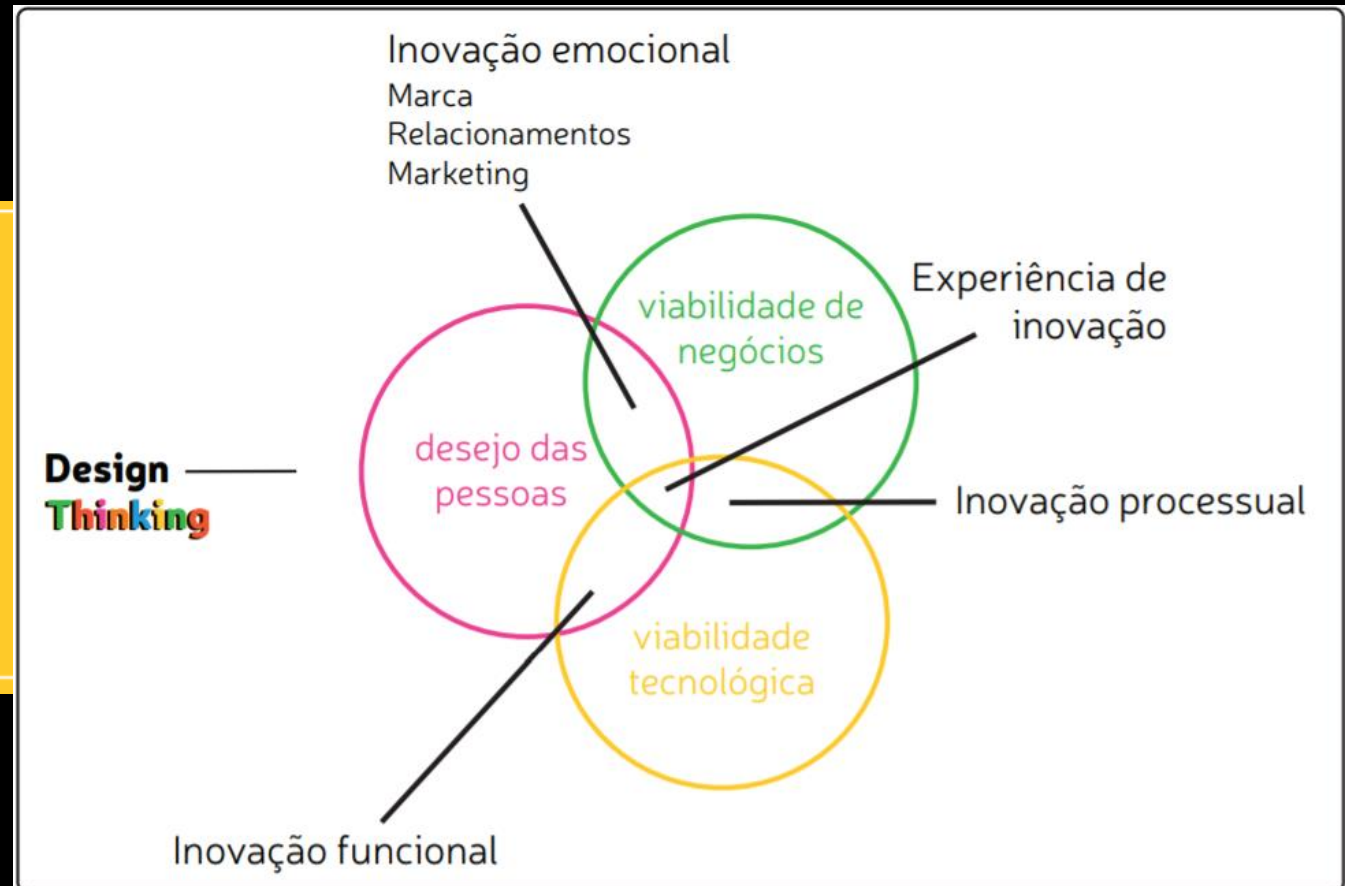 Inovação emocional
Marca
Relacionamentos
Marketing
viabilidade de
negócios
Experiência de
inovação
desejo das
pessoas
Design
Thinking
Inovação processual
viabilidade
tecnológica
Inovação funcional